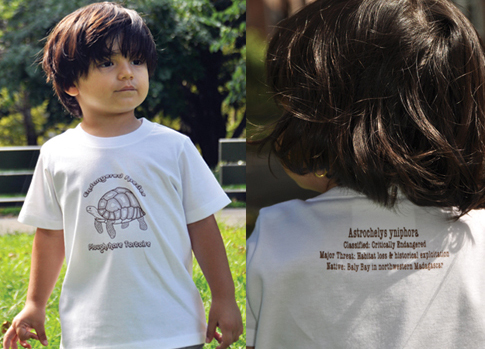 Endangered Species
Ploughshare Tortoise
Astrochelys yniphora
Classified: Critically Endangered
Major Threat: Habitat loss & historical exploitation
Native: Baly Bay in northwestern Madagascar